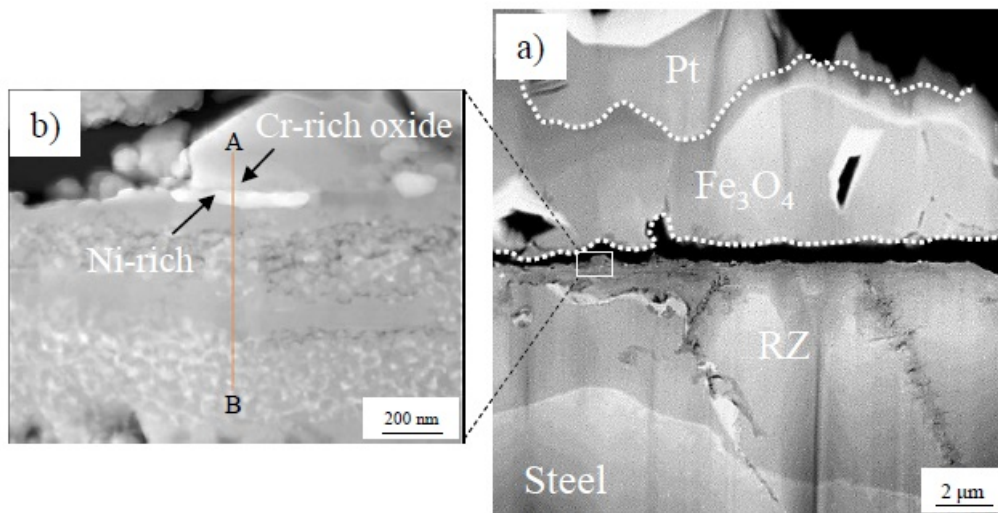 a)
Pt
b)
A
Cr-rich oxide
Fe₃O₄
Ni-rich
RZ
B
200 nm
Steel
2 μm